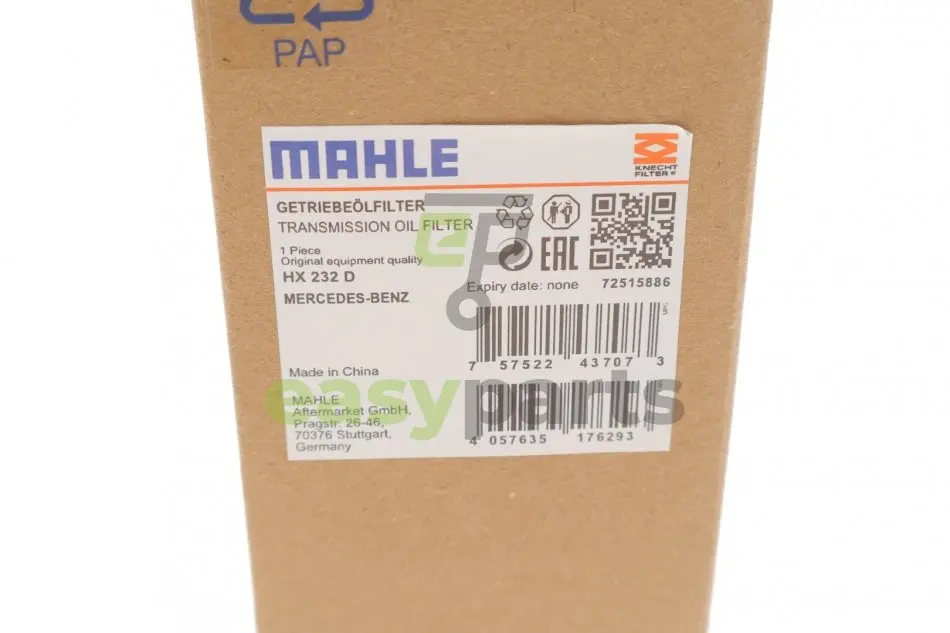 PAP
MAHLE
KNECHT
FILTER ®
GETRIEBEÖLFILTER
TRANSMISSION OIL FILTER
1 Piece
Original equipment quality
HX 232 D
MERCEDES-BENZ
EAC
Expiry date: none 72515886
UPC
7 57522 43707 3
Made in China
MAHLE
Aftermarket GmbH,
Pragstr. 26-46,
70376 Stuttgart,
Germany
4 057635 176293
easyparts